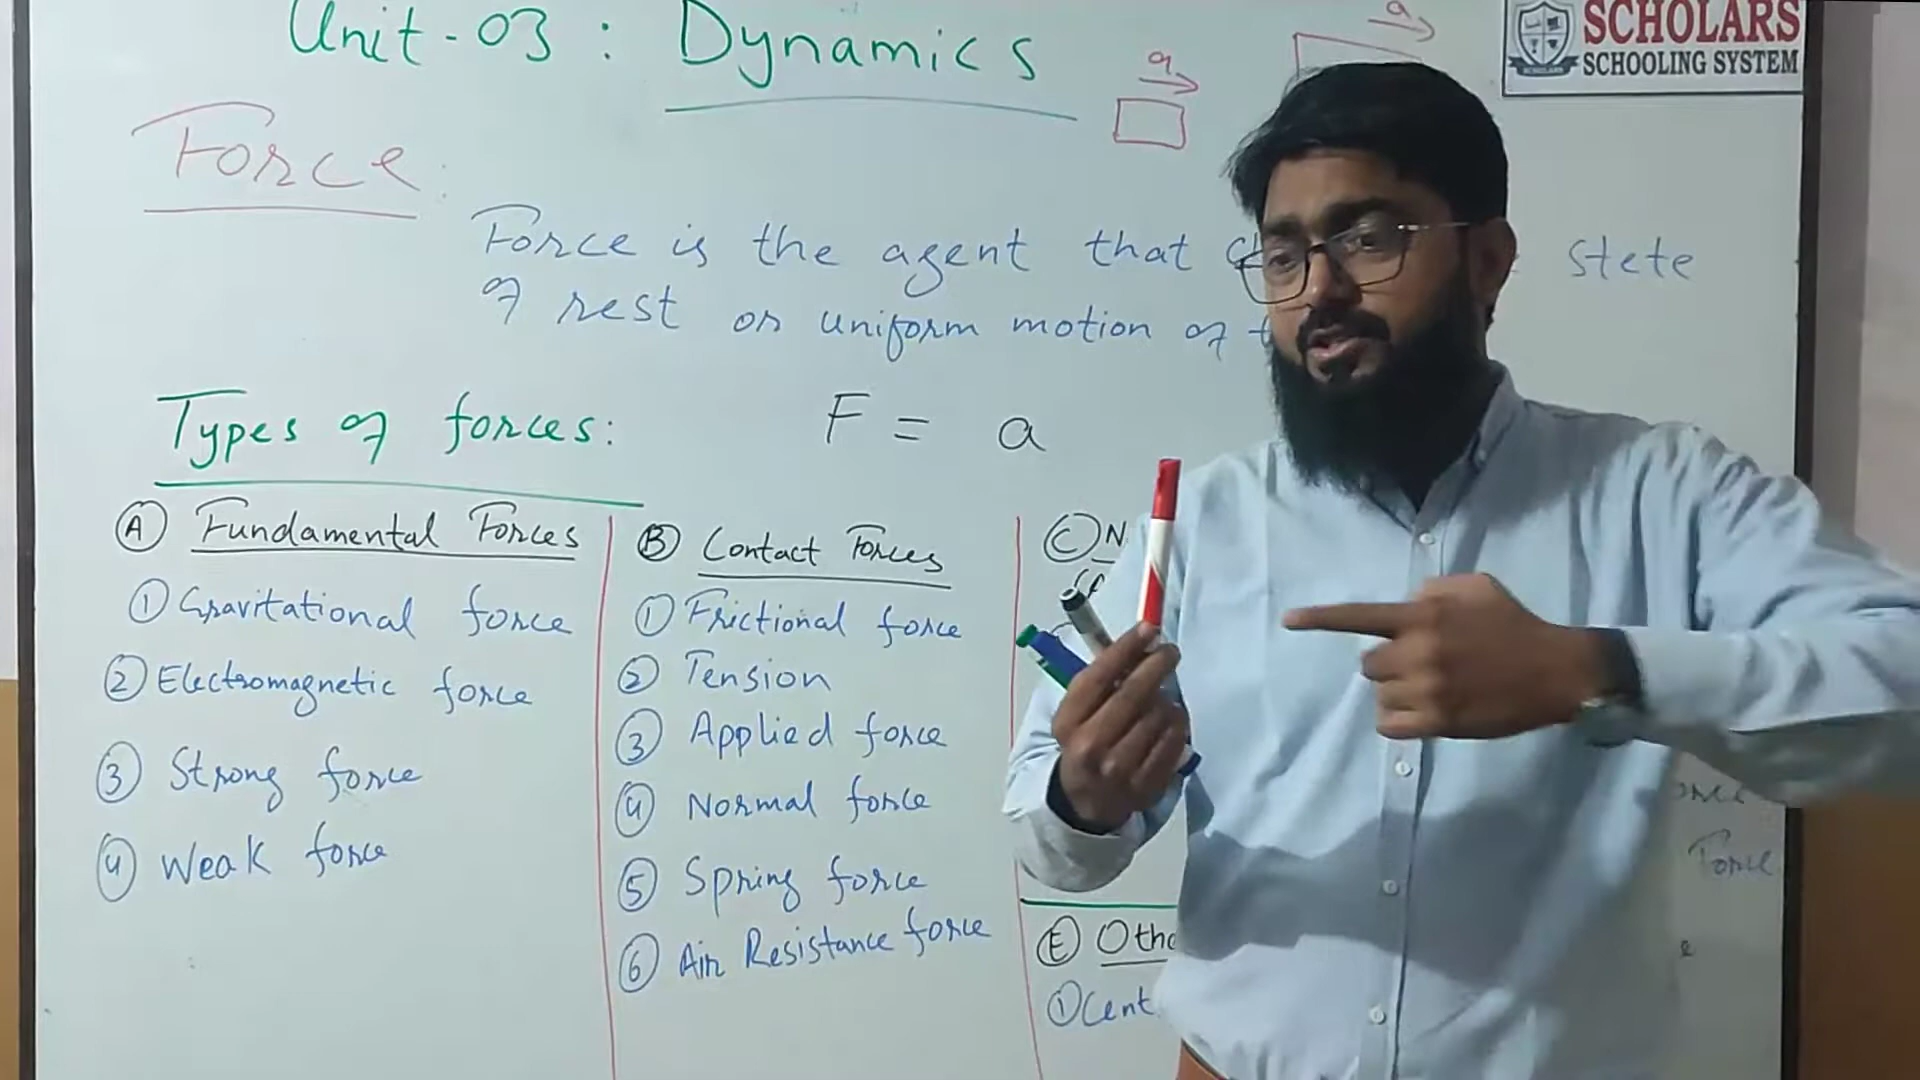 Unit-03 : Dynamics
a
a
SCHOLARS
SCHOOLING SYSTEM
Force:
Force is the agent that stete
of rest or uniform motion of
Types of forces:
F = a
(A) Fundamental Forces
(1) Gravitational force
(2) Electromagnetic force
(3) Strong force
(4) Weak force
(B) Contact Forces
(1) Frictional force
(2) Tension
(3) Applied force
(4) Normal force
(5) Spring force
(6) Air Resistance force
(C) N
Force
(E) Othe
(1) Cent